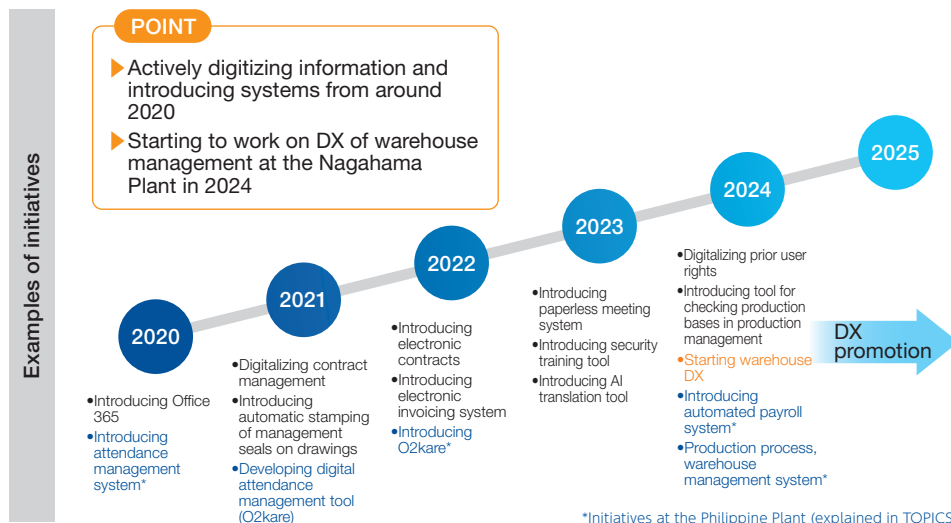 Examples of initiatives
POINT
Actively digitizing information and
introducing systems from around
2020
Starting to work on DX of warehouse
management at the Nagahama
Plant in 2024
2020
•Introducing Office
365
•Introducing
attendance
management
system*
2021
•Digitalizing contract
management
•Introducing
automatic stamping
of management
seals on drawings
•Developing digital
attendance
management tool
(O2kare)
2022
•Introducing
electronic
contracts
•Introducing
electronic
invoicing system
•Introducing
O2kare*
2023
•Introducing
paperless meeting
system
•Introducing security
training tool
•Introducing AI
translation tool
2024
•Digitalizing prior user
rights
•Introducing tool for
checking production
bases in production
management
•Starting warehouse
DX
•Introducing
automated payroll
system*
•Production process,
warehouse
management system*
2025
DX
promotion
*Initiatives at the Philippine Plant (explained in TOPICS